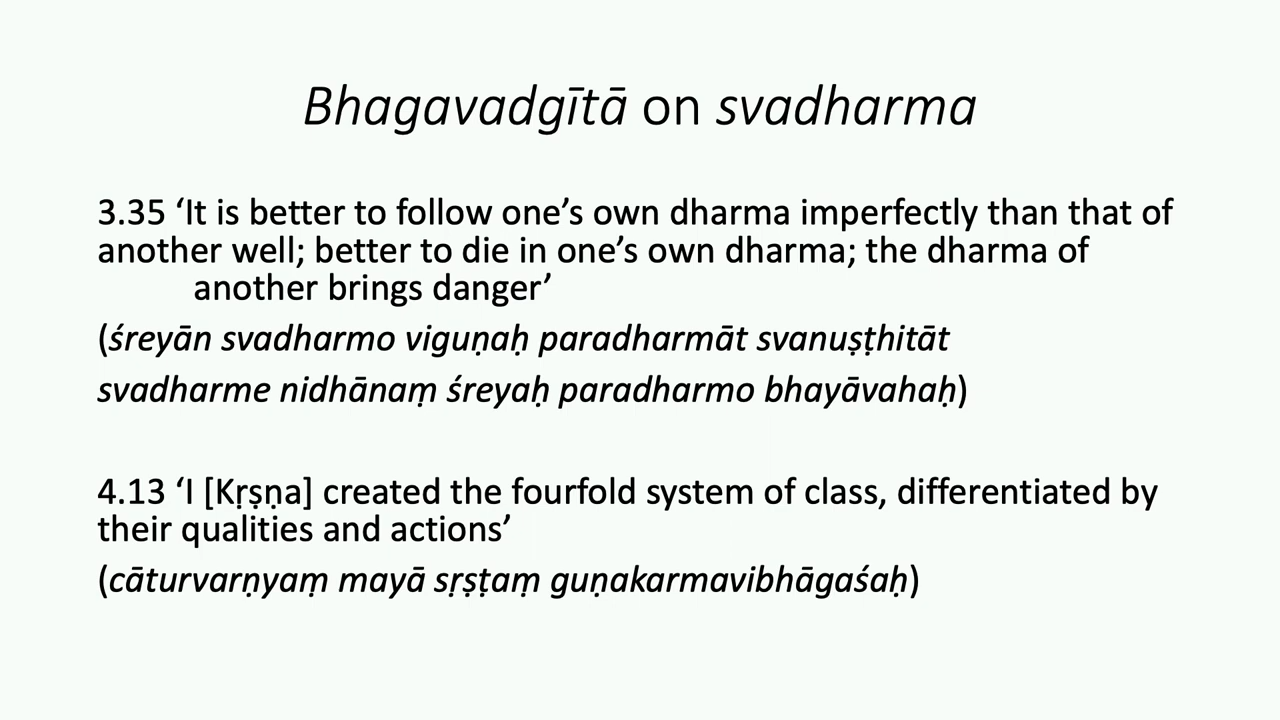 Bhagavadgītā on svadharma
3.35 ‘It is better to follow one’s own dharma imperfectly than that of
another well; better to die in one’s own dharma; the dharma of
another brings danger’
(śreyān svadharmo viguṇaḥ paradharmāt svanuṣṭhitāt
svadharme nidhānaṃ śreyaḥ paradharmo bhayāvahaḥ)
4.13 ‘I [Kṛṣṇa] created the fourfold system of class, differentiated by
their qualities and actions’
(cāturvarṇyaṃ mayā sṛṣṭaṃ guṇakarmavibhāgaśaḥ)